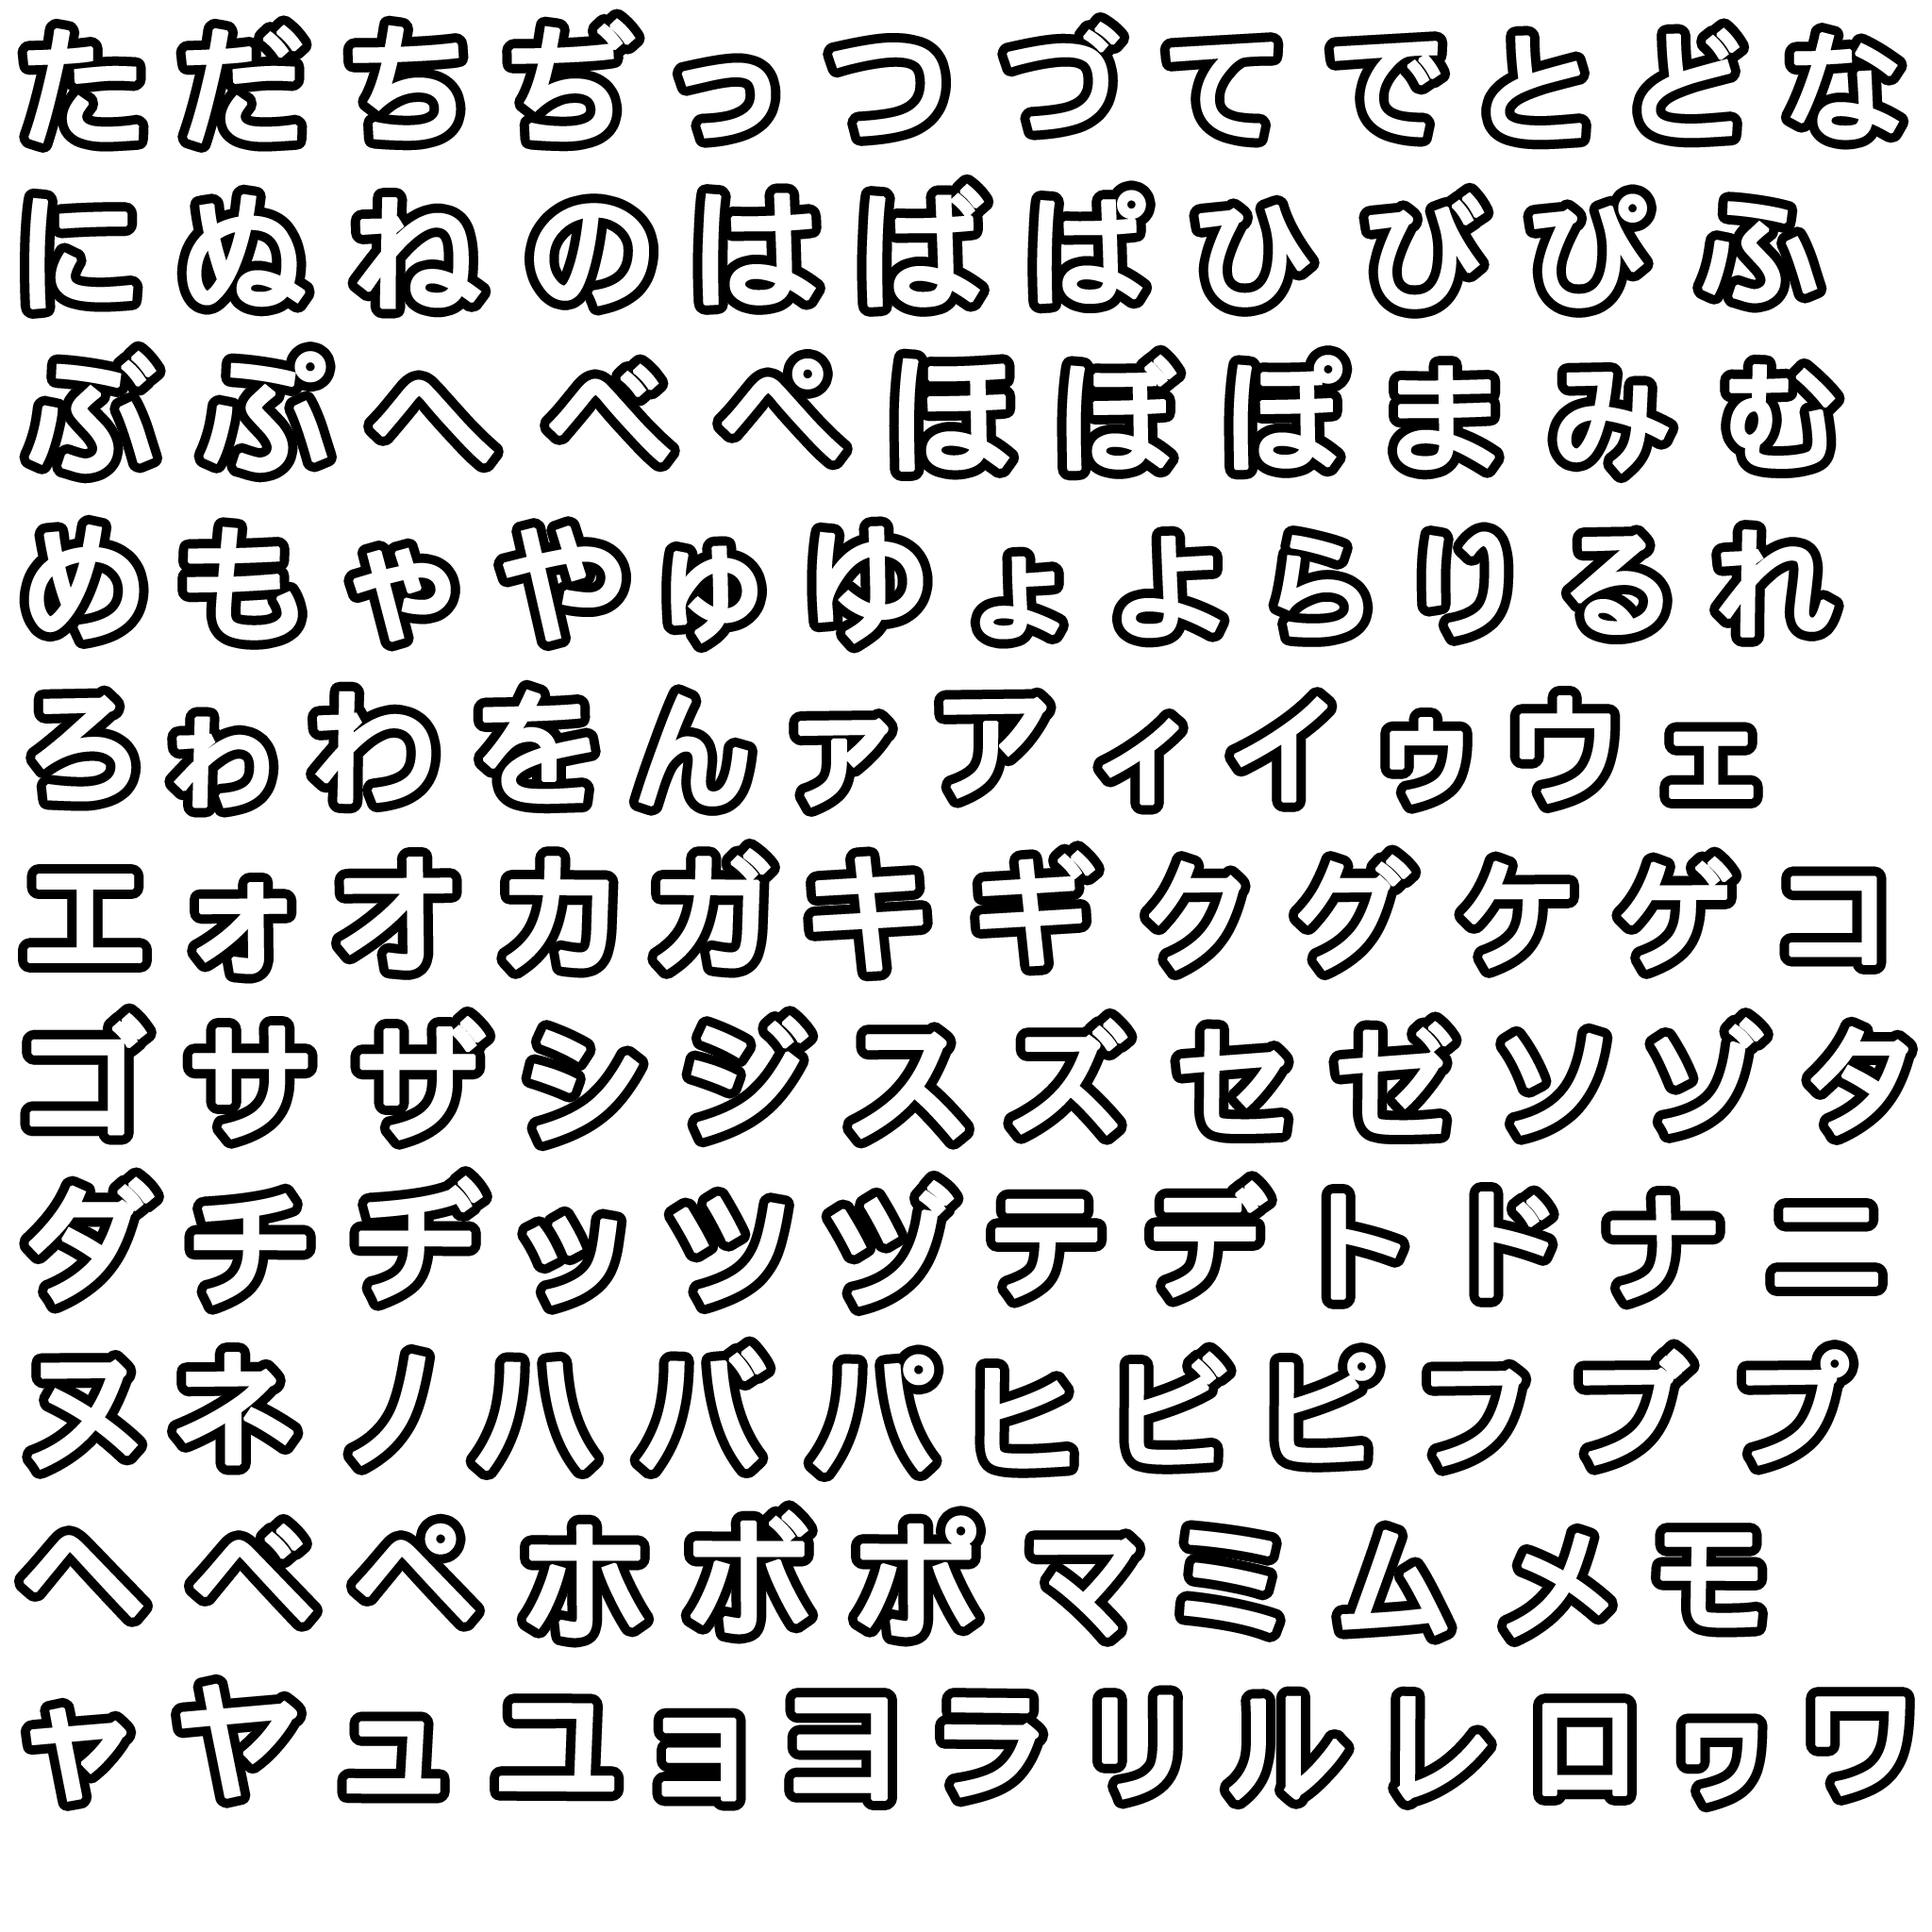 ただちぢっつづてでとどな
にぬねのはばぱひびぴふ
ぶぷへべぺほぼぽまみむ
めもゃやゅゆょよらりるれ
ろゎわをんァアィイゥウェ
エォオカガキギクグケゲコ
ゴサザシジスズセゼソゾタ
ダチヂッツヅテデトドナニ
ヌネノハバパヒビピフブプ
ヘベペホボポマミムメモ
ャヤュユョヨラリルレロヮワ